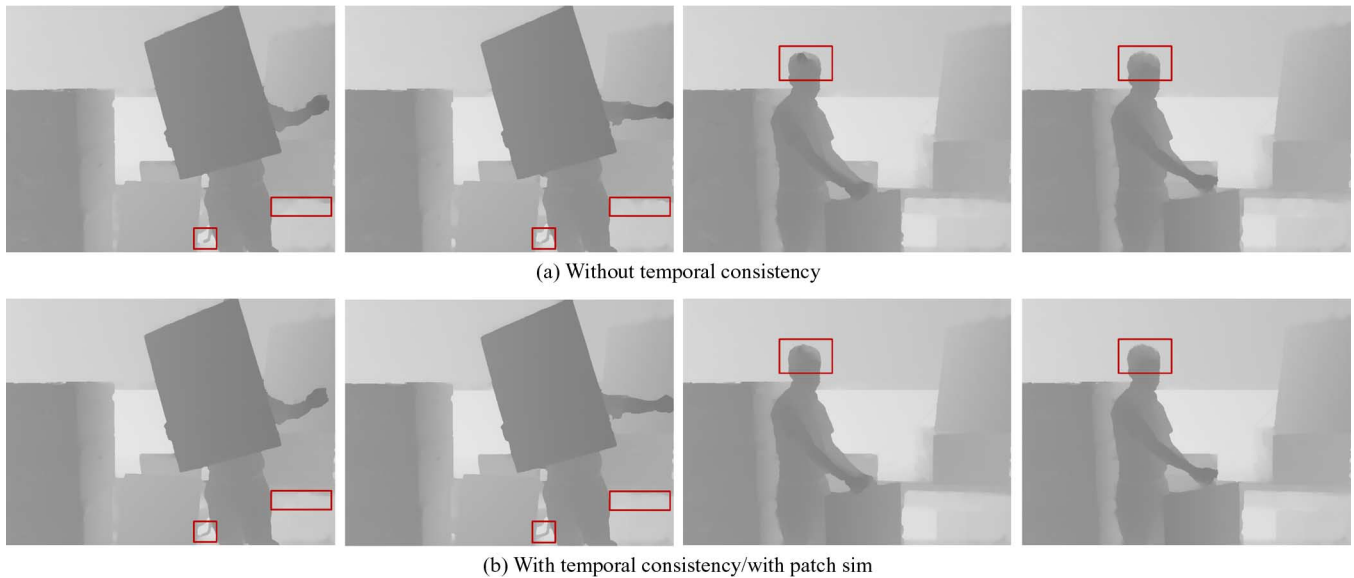 (a) Without temporal consistency
(b) With temporal consistency/with patch sim